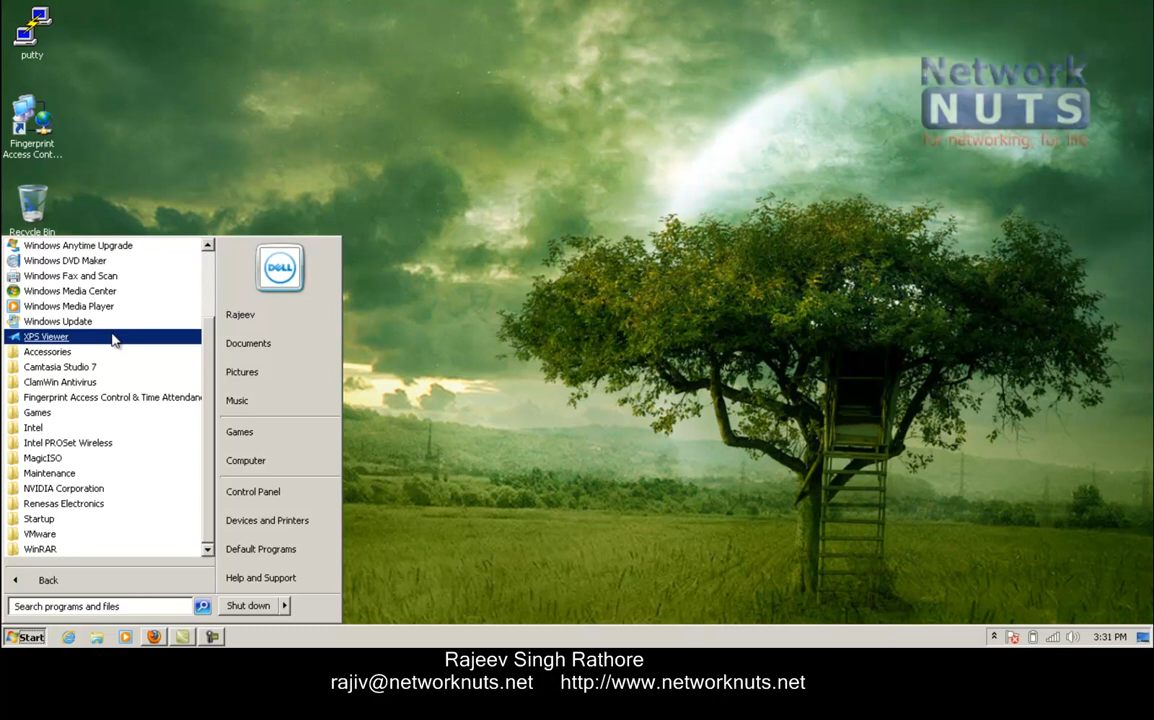 putty
Fingerprint
Access Cont...
Recycle Bin
Network
NUTS
for networking, for life
Windows Anytime Upgrade
Windows DVD Maker
Windows Fax and Scan
Windows Media Center
Windows Media Player
Windows Update
XPS Viewer
Accessories
Camtasia Studio 7
ClamWin Antivirus
Fingerprint Access Control & Time Attendan
Games
Intel
Intel PROSet Wireless
MagicISO
Maintenance
NVIDIA Corporation
Renesas Electronics
Startup
VMware
WinRAR
Back
Search programs and files
DELL
Rajeev
Documents
Pictures
Music
Games
Computer
Control Panel
Devices and Printers
Default Programs
Help and Support
Shut down
Start
3:31 PM
Rajeev Singh Rathore
rajiv@networknuts.net http://www.networknuts.net